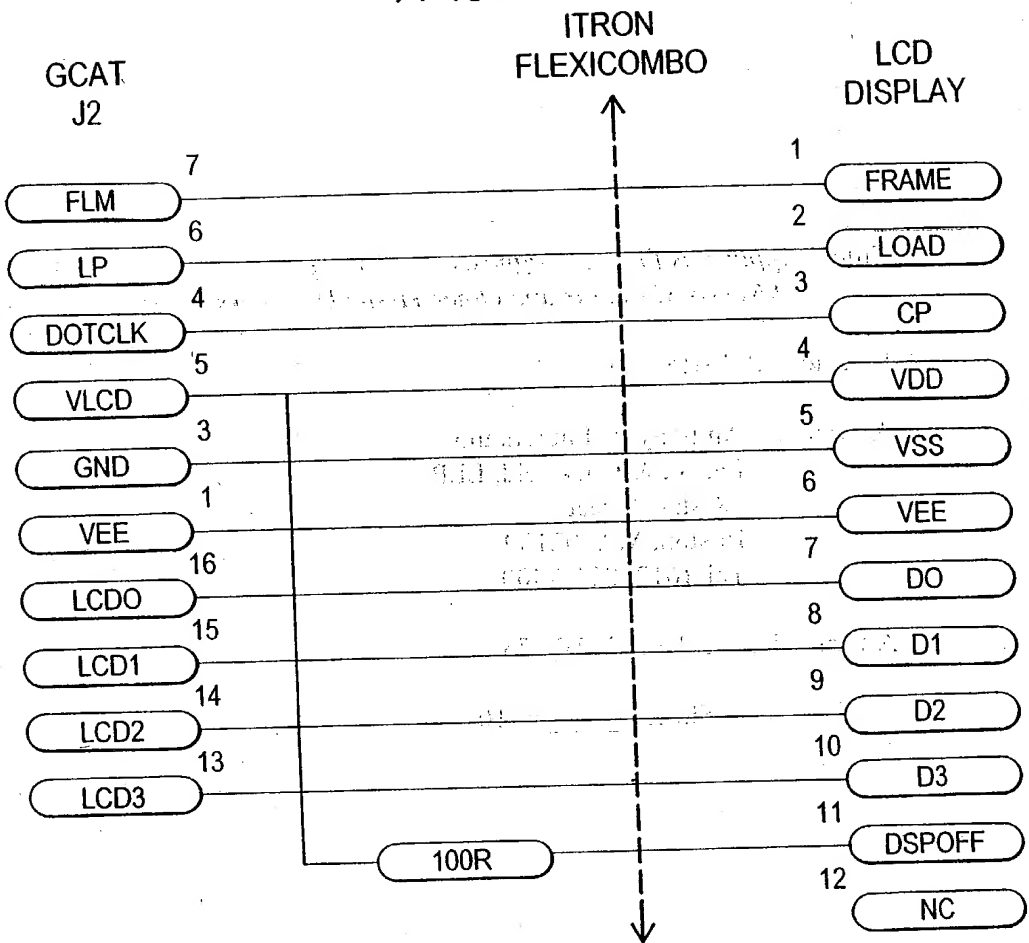 ITRON
FLEXICOMBO
GCAT
J2
LCD
DISPLAY
7
1
FLM
FRAME
6
2
LP
LOAD
4
3
DOTCLK
CP
5
4
VLCD
VDD
3
5
GND
VSS
1
6
VEE
VEE
16
7
LCDO
DO
15
8
LCD1
D1
14
9
LCD2
D2
13
10
LCD3
D3
11
100R
DSPOFF
12
NC